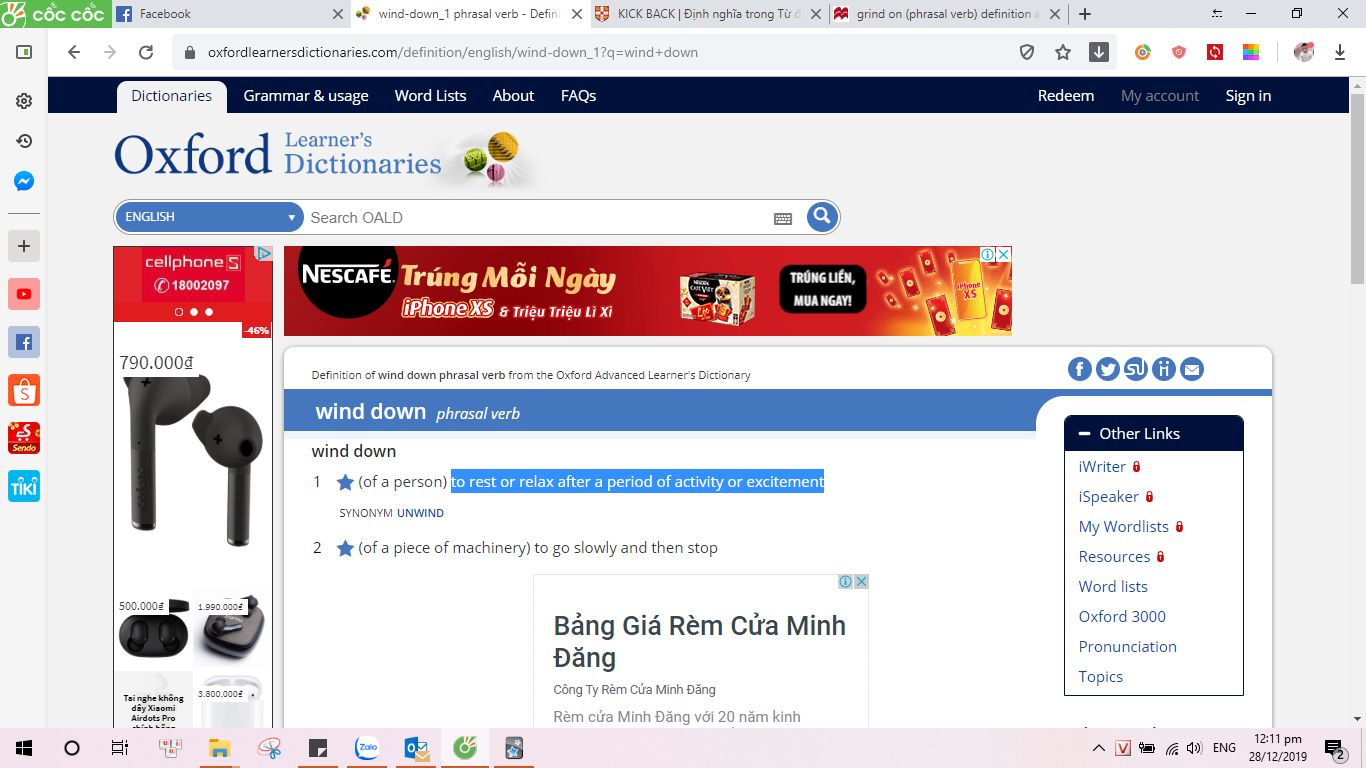 cốc cốc
Facebook
wind-down_1 phrasal verb - Defini
KICK BACK | Định nghĩa trong Từ đ
grind on (phrasal verb) definition a
oxfordlearnersdictionaries.com/definition/english/wind-down_1?q=wind+down
Dictionaries
Grammar & usage
Word Lists
About
FAQs
Redeem
My account
Sign in
Oxford Learner's Dictionaries
ENGLISH
Search OALD
cellphone S
18002097
-46%
790.000₫
500.000₫
1.990.000₫
Tai nghe không
dây Xiaomi
Airdots Pro
3.800.000₫
NESCAFÉ.
Trúng Mỗi Ngày
iPhone XS & Triệu Triệu Lì Xì
TRÚNG LIỀN,
MUA NGAY!
iPhone
XS
Definition of wind down phrasal verb from the Oxford Advanced Learner's Dictionary
wind down phrasal verb
wind down
1 (of a person) to rest or relax after a period of activity or excitement
SYNONYM UNWIND
2 (of a piece of machinery) to go slowly and then stop
Bảng Giá Rèm Cửa Minh
Đăng
Công Ty Rèm Cửa Minh Đăng
Rèm cửa Minh Đăng với 20 năm kinh
Other Links
iWriter
iSpeaker
My Wordlists
Resources
Word lists
Oxford 3000
Pronunciation
Topics
Sendo
TIKI
Zalo
ENG
12:11 pm
28/12/2019
2